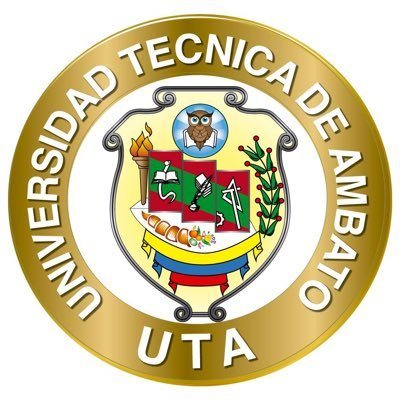 UNIVERSIDAD TECNICA DE AMBATO
UTA